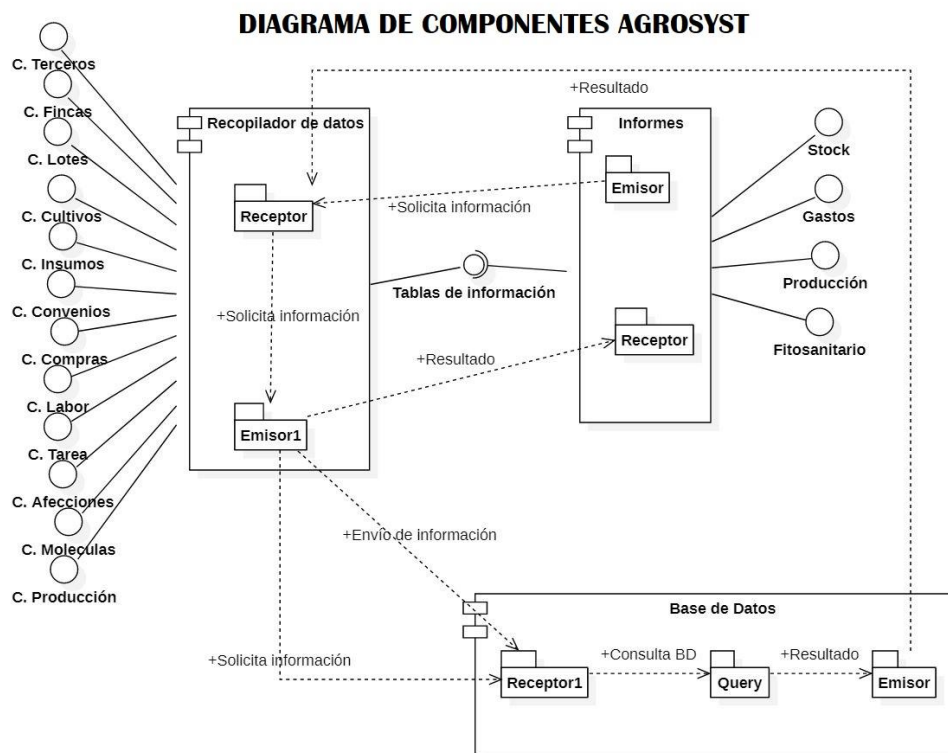 DIAGRAMA DE COMPONENTES AGROSYST
C. Terceros
C. Fincas
C. Lotes
C. Cultivos
C. Insumos
C. Convenios
C. Compras
C. Labor
C. Tarea
C. Afecciones
C. Moleculas
C. Producción
Recopilador de datos
Receptor
+Solicita información
Emisor1
+Resultado
+Solicita información
Tablas de información
+Resultado
Informes
Emisor
Receptor
Stock
Gastos
Producción
Fitosanitario
+Envío de información
+Solicita información
Base de Datos
Receptor1
+Consulta BD
Query
+Resultado
Emisor